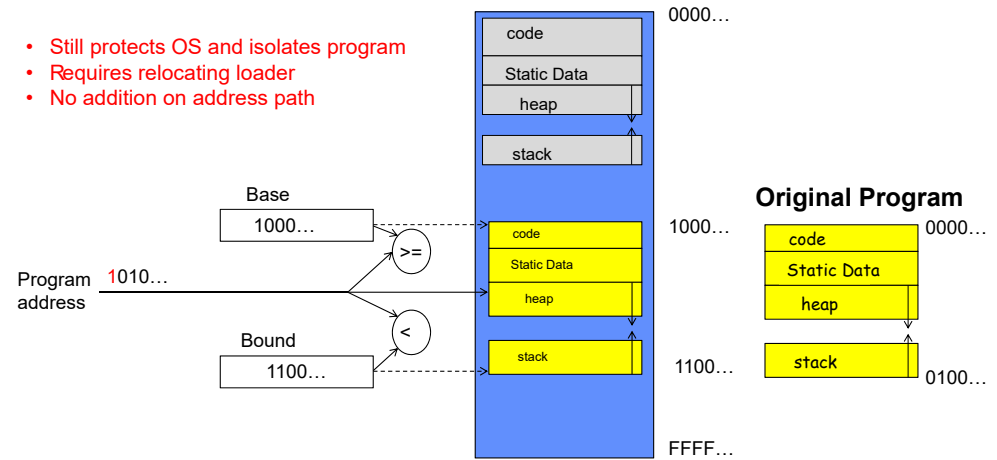 • Still protects OS and isolates program
• Requires relocating loader
• No addition on address path
0000…
code
Static Data
heap
stack
Base
1000…
>=
Program
address
1010…
<
Bound
1100…
code
Static Data
heap
stack
1000…
1100…
FFFF…
Original Program
0000…
code
Static Data
heap
stack
0100…